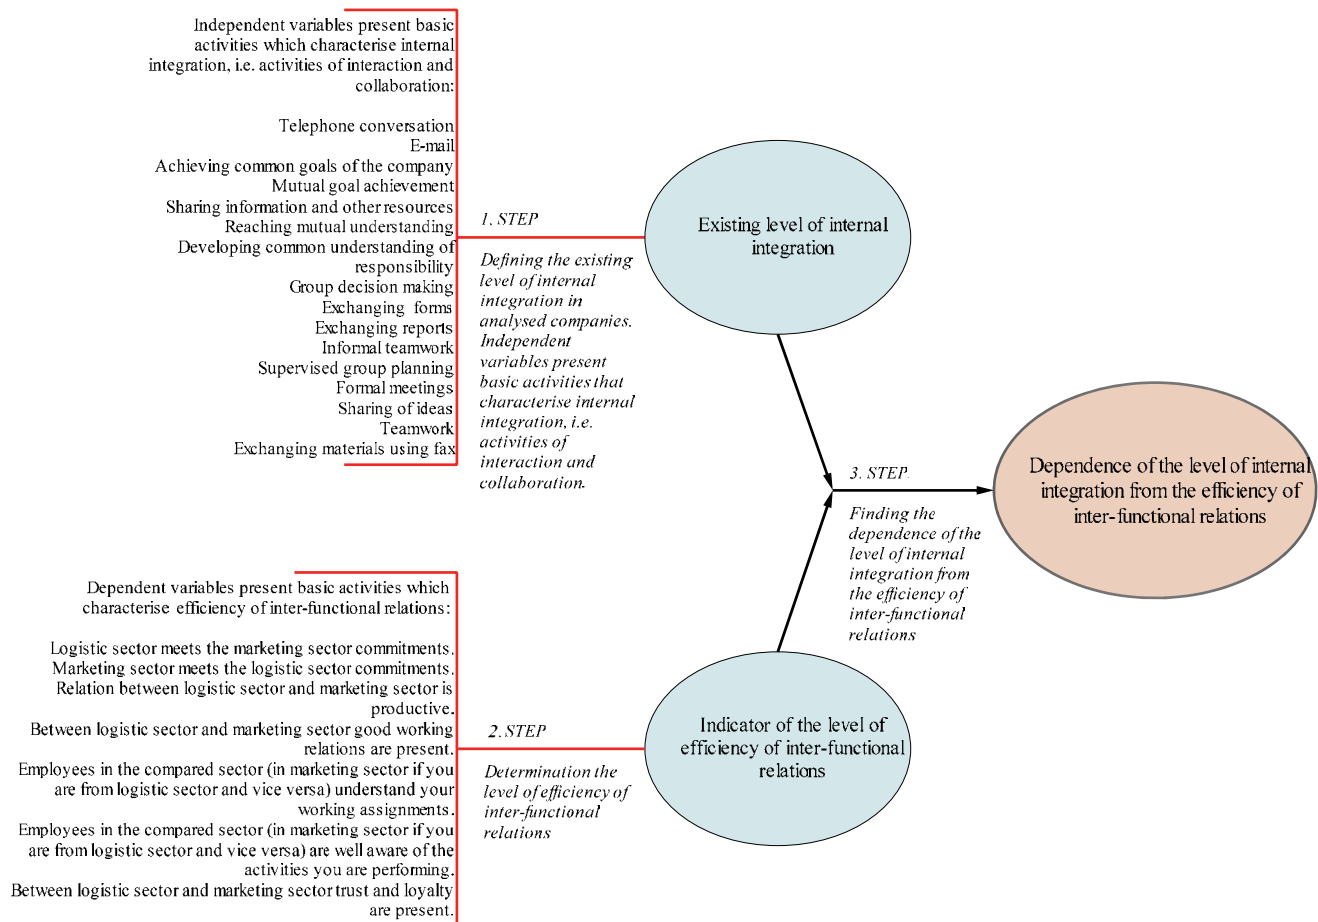 Independent variables present basic
activities which characterise internal
integration, i.e. activities of interaction and
collaboration:
Telephone conversation
E-mail
Achieving common goals of the company
Mutual goal achievement
Sharing information and other resources
Reaching mutual understanding
Developing common understanding of
responsibility
Group decision making
Exchanging forms
Exchanging reports
Informal teamwork
Supervised group planning
Formal meetings
Sharing of ideas
Teamwork
Exchanging materials using fax
1. STEP
Defining the existing
level of internal
integration in
analysed companies.
Independent
variables present
basic activities that
characterise internal
integration, i.e.
activities of
interaction and
collaboration.
Existing level of internal
integration
3. STEP.
Finding the
dependence of the
level of internal
integration from
the efficiency of
inter-functional
relations
Dependence of the level of internal
integration from the efficiency of
inter-functional relations
Dependent variables present basic activities which
characterise efficiency of inter-functional relations:
Logistic sector meets the marketing sector commitments.
Marketing sector meets the logistic sector commitments.
Relation between logistic sector and marketing sector is
productive.
Between logistic sector and marketing sector good working
relations are present.
Employees in the compared sector (in marketing sector if you
are from logistic sector and vice versa) understand your
working assignments.
Employees in the compared sector (in marketing sector if you
are from logistic sector and vice versa) are well aware of the
activities you are performing.
Between logistic sector and marketing sector trust and loyalty
are present.
2. STEP
Determination the
level of efficiency of
inter-functional
relations
Indicator of the level of
efficiency of inter-functional
relations